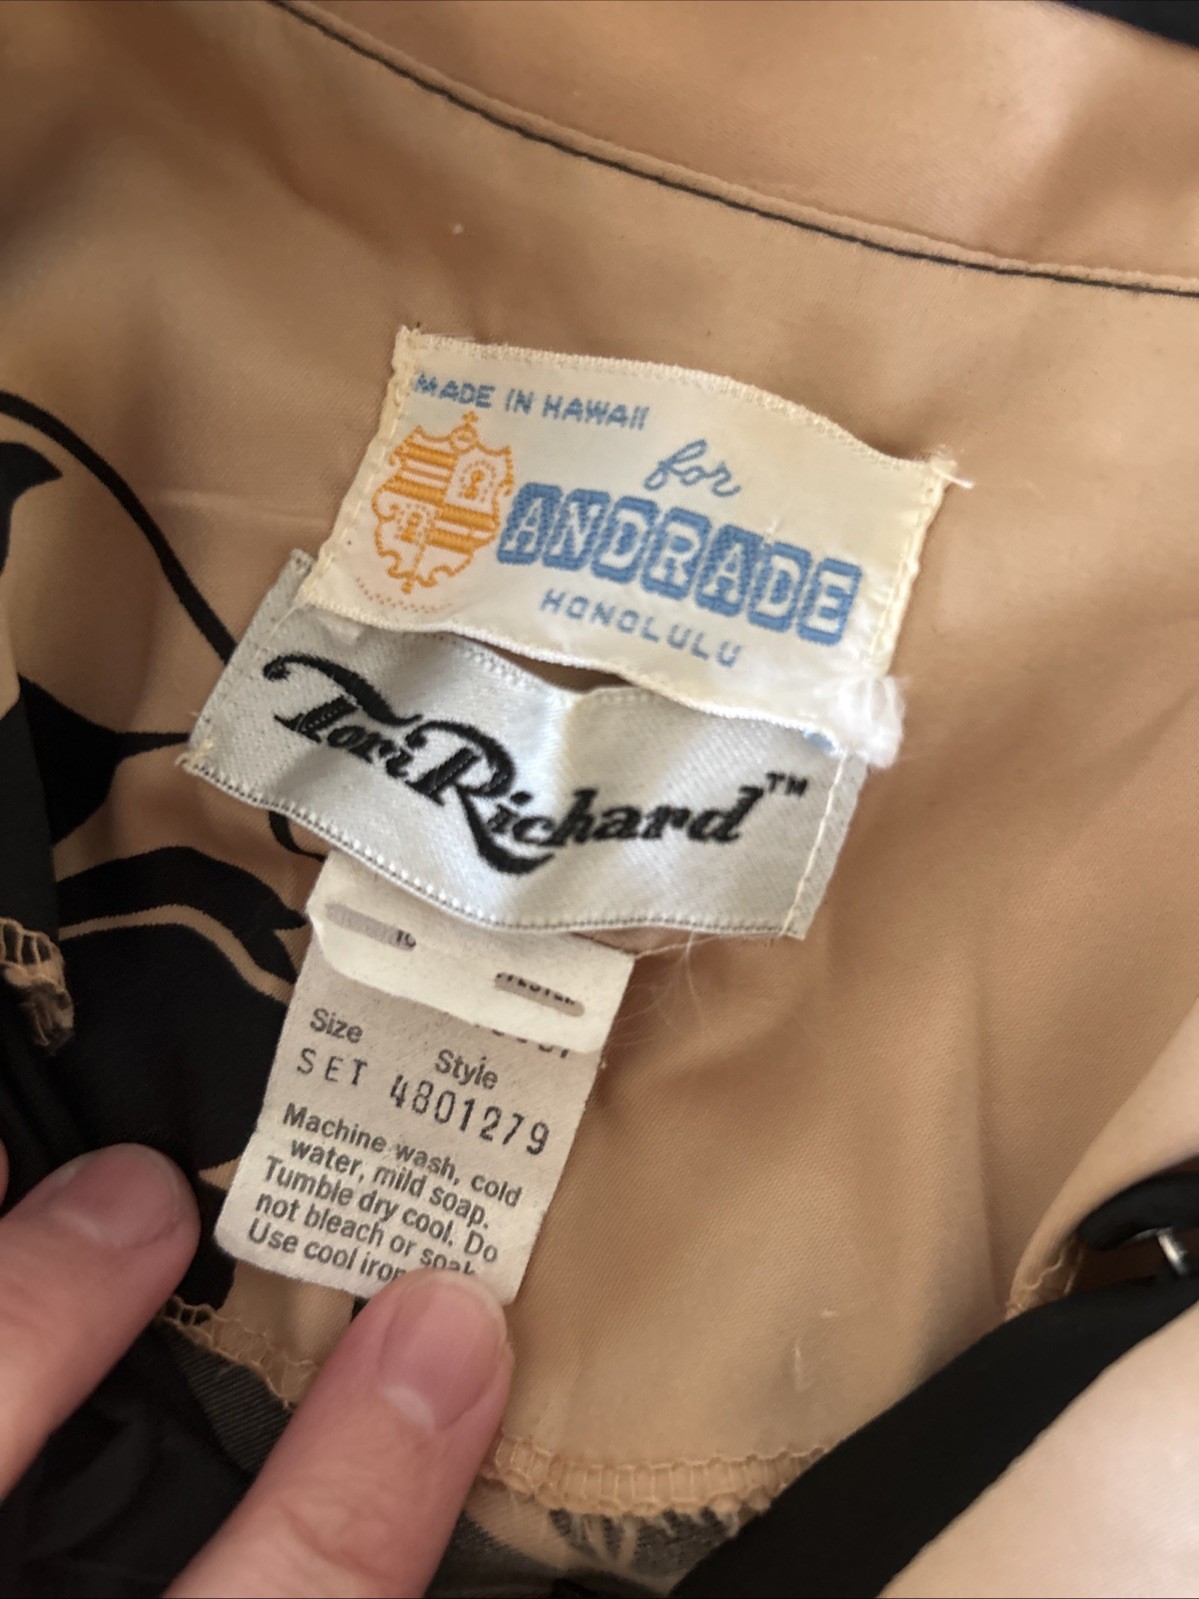 MADE IN HAWAII
for
ANDRADE
HONOLULU
Tori Richard™
Size
Style
SET 4801279
Machine wash, cold
water, mild soap.
Tumble dry cool. Do
not bleach or soak
Use cool iron